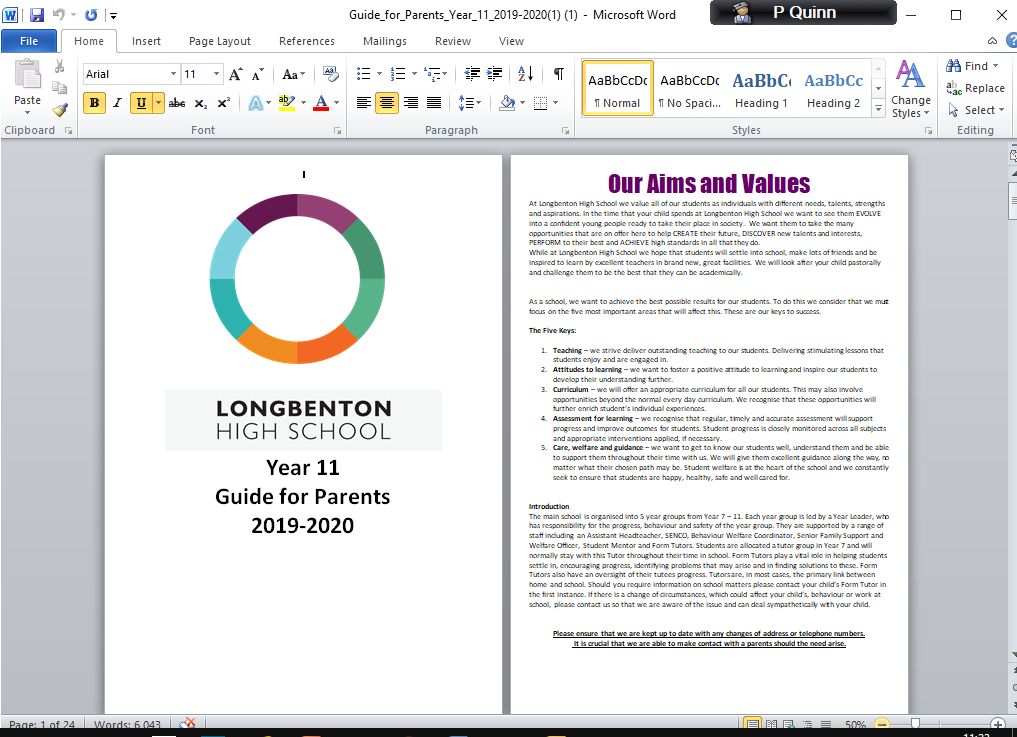 Guide_for_Parents_Year_11_2019-2020(1) (1) - Microsoft Word
P Quinn
File Home Insert Page Layout References Mailings Review View
Arial 11 Aa
Paste
B I U abc x₂ x² A ab A
AaBbCcDc AaBbCcDc AaBbC AaBbCc
¶ Normal ¶ No Spaci... Heading 1 Heading 2
Change
Styles
Find
Replace
Select
Clipboard Font Paragraph Styles Editing
LONGBENTON
HIGH SCHOOL
Year 11
Guide for Parents
2019-2020
Our Aims and Values
At Longbenton High School we value all of our students as individuals with different needs, talents, strengths
and aspirations. In the time that your child spends at Longbenton High School we want to see them EVOLVE
into a confident young people ready to take their place in society. We want them to take the many
opportunities that are on offer here to help CREATE their future, DISCOVER new talents and interests,
PERFORM to their best and ACHIEVE high standards in all that they do.
While at Longbenton High School we hope that students will settle into school, make lots of friends and be
inspired to learn by excellent teachers in brand new, great facilities. We will look after your child pastorally
and challenge them to be the best that they can be academically.
As a school, we want to achieve the best possible results for our students. To do this we consider that we must
focus on the five most important areas that will affect this. These are our keys to success.
The Five Keys:
1. Teaching – we strive deliver outstanding teaching to our students. Delivering stimulating lessons that
students enjoy and are engaged in.
2. Attitudes to learning – we want to foster a positive attitude to learning and inspire our students to
develop their understanding further.
3. Curriculum – we will offer an appropriate curriculum for all our students. This may also involve
opportunities beyond the normal every day curriculum. We recognise that these opportunities will
further enrich student's individual experiences.
4. Assessment for learning – we recognise that regular, timely and accurate assessment will support
progress and improve outcomes for students. Student progress is closely monitored across all subjects
and appropriate interventions applied, if necessary.
5. Care, welfare and guidance – we want to get to know our students well, understand them and be able
to support them throughout their time with us. We will give them excellent guidance along the way, no
matter what their chosen path may be. Student welfare is at the heart of the school and we constantly
seek to ensure that students are happy, healthy, safe and well cared for.
Introduction
The main school is organised into 5 year groups from Year 7 – 11. Each year group is led by a Year Leader, who
has responsibility for the progress, behaviour and safety of the year group. They are supported by a range of
staff including an Assistant Headteacher, SENCO, Behaviour Welfare Coordinator, Senior Family Support and
Welfare Officer, Student Mentor and Form Tutors. Students are allocated a tutor group in Year 7 and will
normally stay with this Tutor throughout their time in school. Form Tutors play a vital role in helping students
settle in, encouraging progress, identifying problems that may arise and in finding solutions to these. Form
Tutors also have an oversight of their tutees progress. Tutors are, in most cases, the primary link between
home and school. Should you require information on school matters please contact your child's Form Tutor in
the first instance. If there is a change of circumstances, which could affect your child's, behaviour or work at
school, please contact us so that we are aware of the issue and can deal sympathetically with your child.
Please ensure that we are kept up to date with any changes of address or telephone numbers.
It is crucial that we are able to make contact with a parents should the need arise.
Page: 1 of 24 Words: 6,043 50%